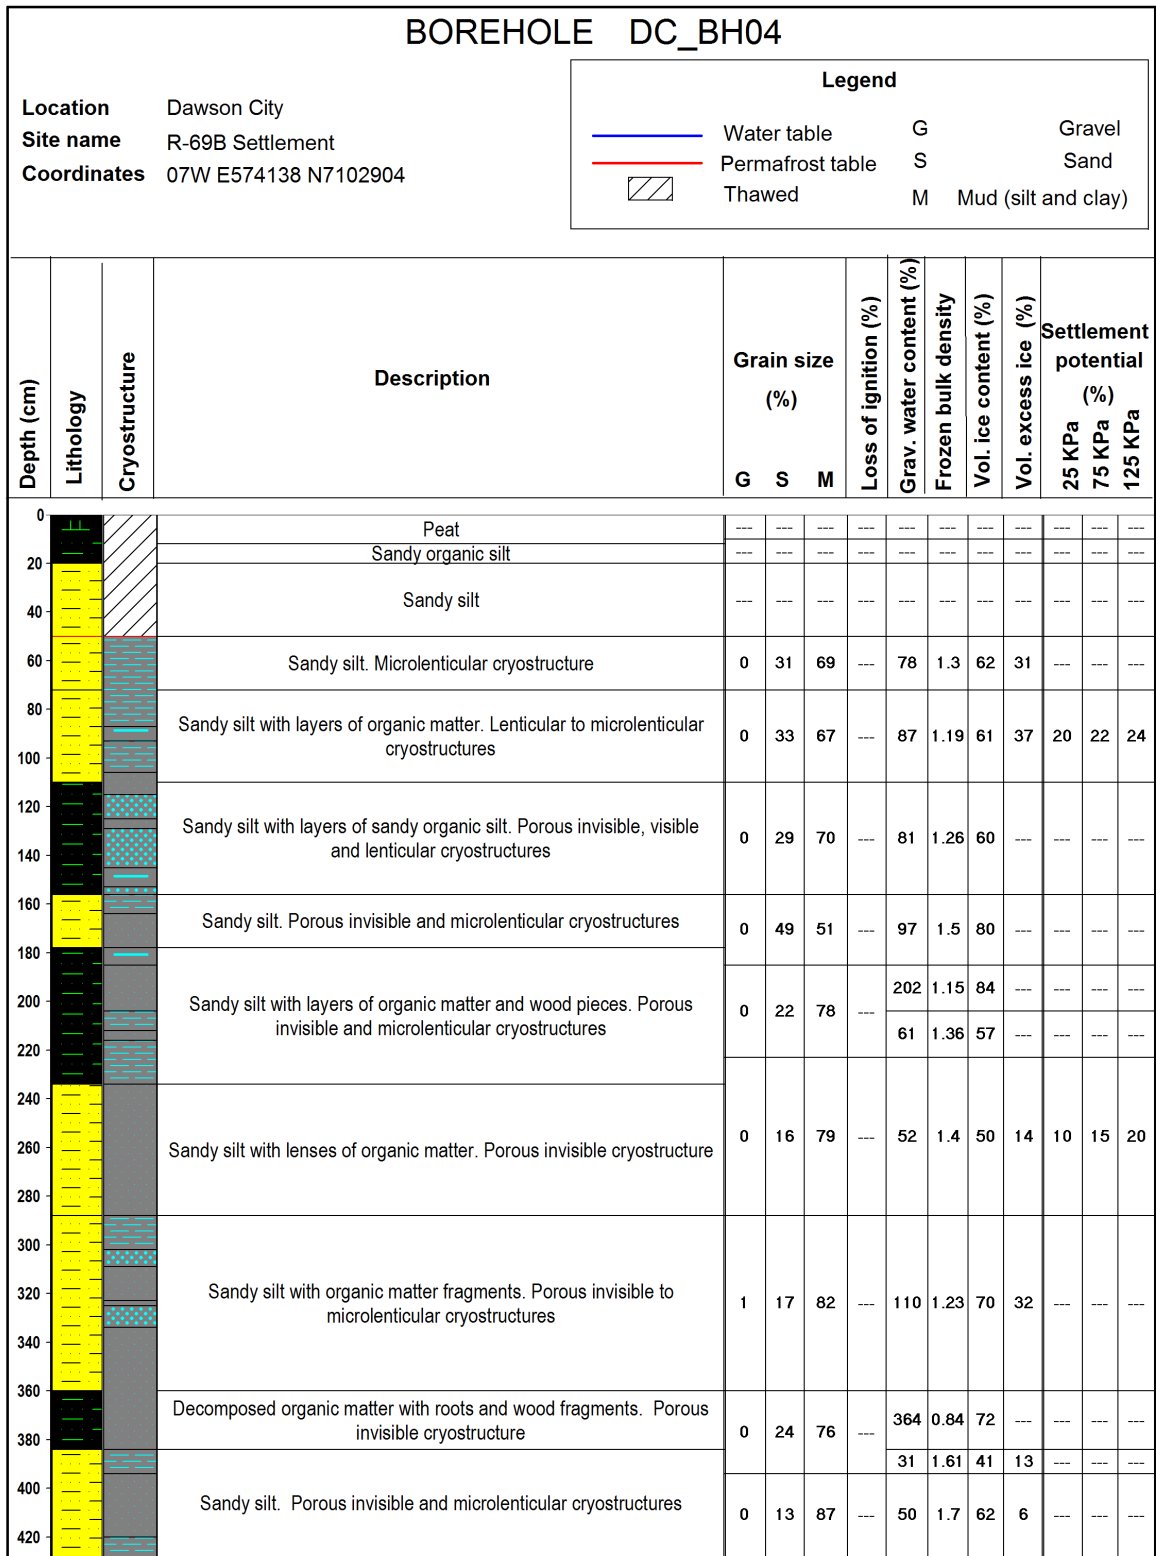 BOREHOLE DC_BH04
Location Dawson City
Site name R-69B Settlement
Coordinates 07W E574138 N7102904
Legend
Water table G Gravel
Permafrost table S Sand
Thawed M Mud (silt and clay)
Depth (cm)
Lithology
Cryostructure
Description
Grain size
(%)
G S M
Loss of ignition (%)
Grav. water content (%)
Frozen bulk density
Vol. ice content (%)
Vol. excess ice (%)
Settlement
potential
(%)
25 KPa
75 KPa
125 KPa
0
Peat --- --- --- --- --- --- --- --- --- --- ---
Sandy organic silt --- --- --- --- --- --- --- --- --- --- ---
20
Sandy silt --- --- --- --- --- --- --- --- --- --- ---
40
60
Sandy silt. Microlenticular cryostructure 0 31 69 --- 78 1.3 62 31 --- --- ---
80
Sandy silt with layers of organic matter. Lenticular to microlenticular
cryostructures
0 33 67 --- 87 1.19 61 37 20 22 24
100
120
Sandy silt with layers of sandy organic silt. Porous invisible, visible
and lenticular cryostructures
0 29 70 --- 81 1.26 60 --- --- --- ---
140
160
Sandy silt. Porous invisible and microlenticular cryostructures
0 49 51 --- 97 1.5 80 --- --- --- ---
180
200
Sandy silt with layers of organic matter and wood pieces. Porous
invisible and microlenticular cryostructures
0 22 78 --- 202 1.15 84 --- --- --- ---
61 1.36 57 --- --- --- ---
220
240
260
Sandy silt with lenses of organic matter. Porous invisible cryostructure
0 16 79 --- 52 1.4 50 14 10 15 20
280
300
320
Sandy silt with organic matter fragments. Porous invisible to
microlenticular cryostructures
1 17 82 --- 110 1.23 70 32 --- --- ---
340
360
Decomposed organic matter with roots and wood fragments. Porous
invisible cryostructure
0 24 76 --- 364 0.84 72 --- --- --- ---
380
31 1.61 41 13 --- --- ---
400
Sandy silt. Porous invisible and microlenticular cryostructures
0 13 87 --- 50 1.7 62 6 --- --- ---
420